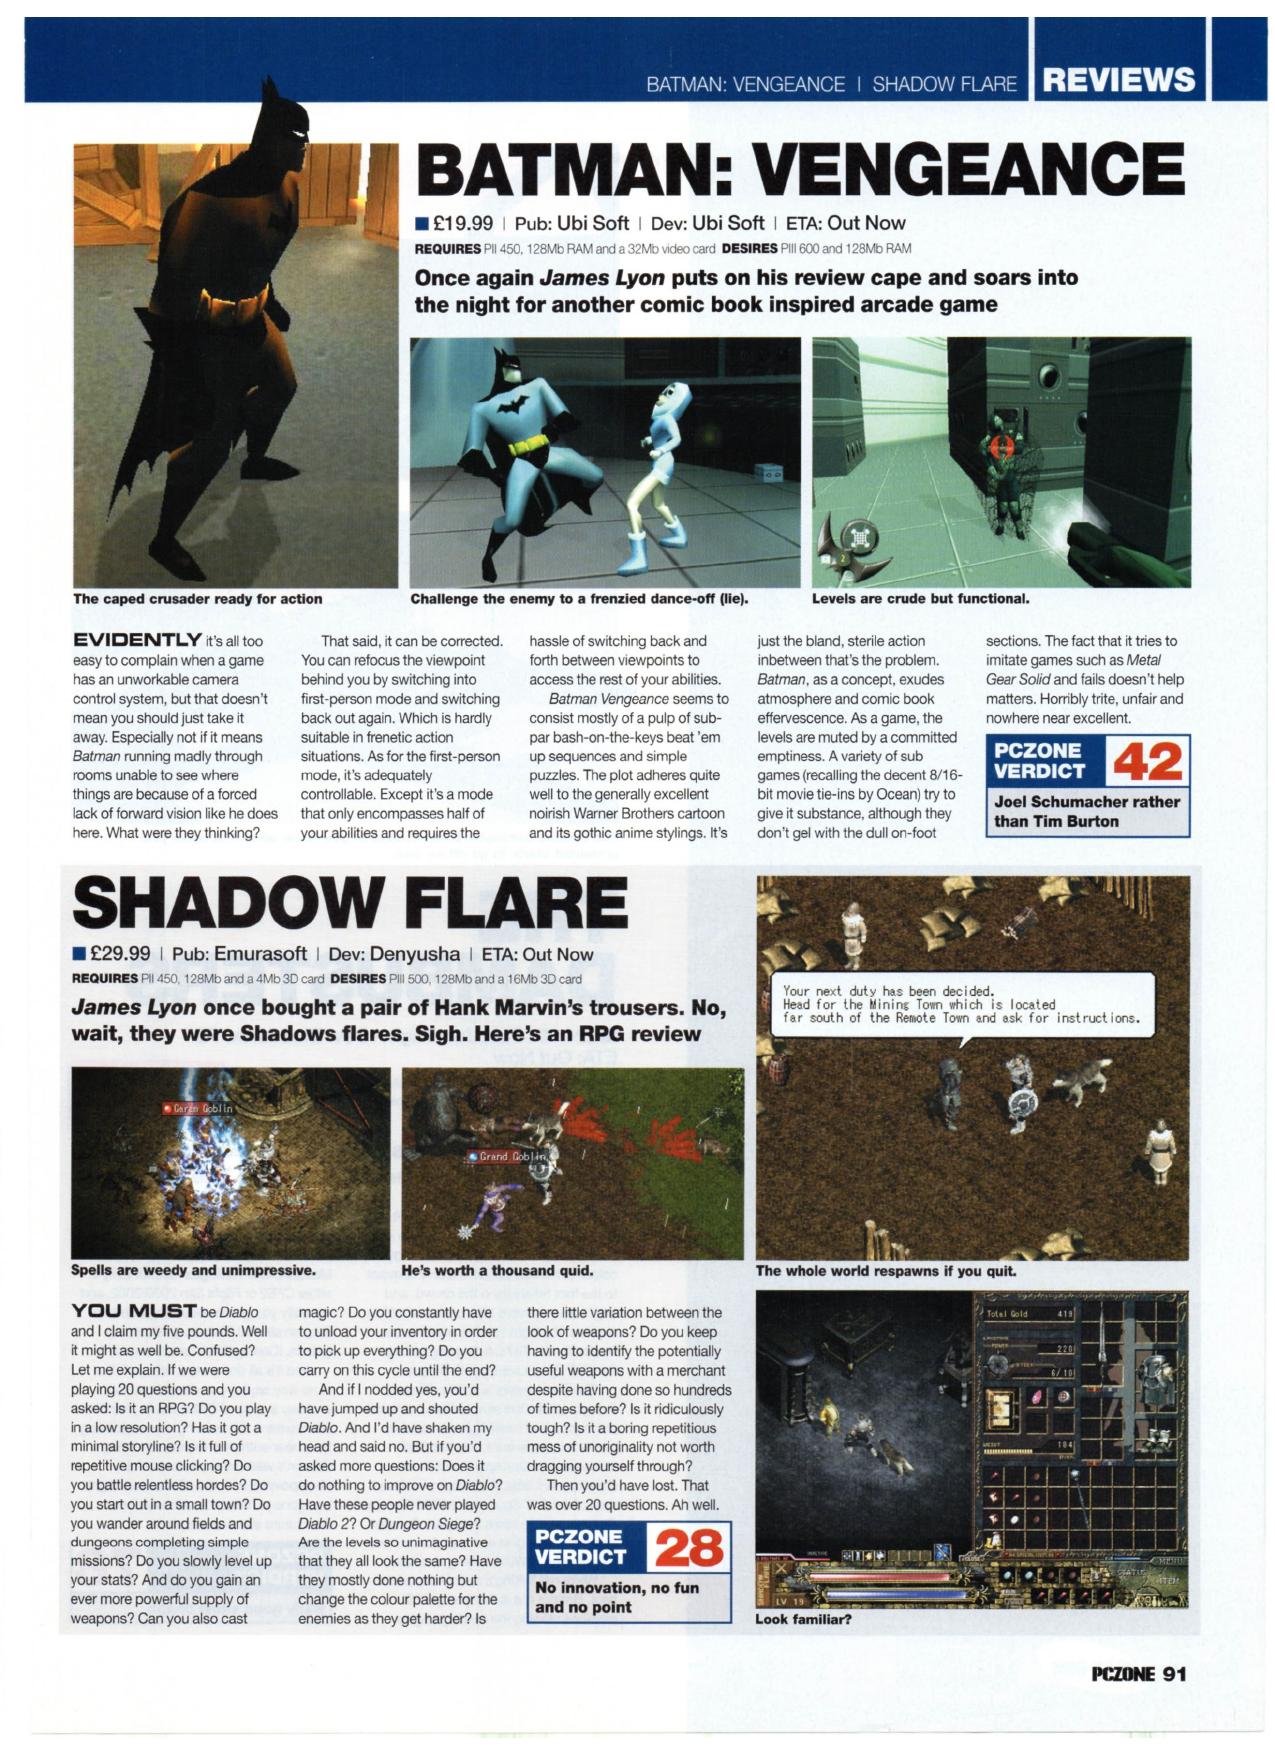 BATMAN: VENGEANCE | SHADOW FLARE
REVIEWS
BATMAN: VENGEANCE
£19.99 | Pub: Ubi Soft | Dev: Ubi Soft | ETA: Out Now
REQUIRES PII 450, 128Mb RAM and a 32Mb video card DESIRES PIII 600 and 128Mb RAM
Once again James Lyon puts on his review cape and soars into
the night for another comic book inspired arcade game
The caped crusader ready for action
Challenge the enemy to a frenzied dance-off (lie).
Levels are crude but functional.
EVIDENTLY it's all too
easy to complain when a game
has an unworkable camera
control system, but that doesn't
mean you should just take it
away. Especially not if it means
Batman running madly through
rooms unable to see where
things are because of a forced
lack of forward vision like he does
here. What were they thinking?
That said, it can be corrected.
You can refocus the viewpoint
behind you by switching into
first-person mode and switching
back out again. Which is hardly
suitable in frenetic action
situations. As for the first-person
mode, it's adequately
controllable. Except it's a mode
that only encompasses half of
your abilities and requires the
hassle of switching back and
forth between viewpoints to
access the rest of your abilities.
Batman Vengeance seems to
consist mostly of a pulp of sub-
par bash-on-the-keys beat 'em
up sequences and simple
puzzles. The plot adheres quite
well to the generally excellent
noirish Warner Brothers cartoon
and its gothic anime stylings. It's
just the bland, sterile action
inbetween that's the problem.
Batman, as a concept, exudes
atmosphere and comic book
effervescence. As a game, the
levels are muted by a committed
emptiness. A variety of sub
games (recalling the decent 8/16-
bit movie tie-ins by Ocean) try to
give it substance, although they
don't gel with the dull on-foot
sections. The fact that it tries to
imitate games such as Metal
Gear Solid and fails doesn't help
matters. Horribly trite, unfair and
nowhere near excellent.
PCZONE
VERDICT
42
Joel Schumacher rather
than Tim Burton
SHADOW FLARE
£29.99 | Pub: Emurasoft | Dev: Denyusha | ETA: Out Now
REQUIRES PII 450, 128Mb and a 4Mb 3D card DESIRES PIII 500, 128Mb and a 16Mb 3D card
James Lyon once bought a pair of Hank Marvin's trousers. No,
wait, they were Shadows flares. Sigh. Here's an RPG review
Your next duty has been decided.
Head for the Mining Town which is located
far south of the Remote Town and ask for instructions.
Goblin
Grand Goblin
Spells are weedy and unimpressive.
He's worth a thousand quid.
The whole world respawns if you quit.
YOU MUST be Diablo
and I claim my five pounds. Well
it might as well be. Confused?
Let me explain. If we were
playing 20 questions and you
asked: Is it an RPG? Do you play
in a low resolution? Has it got a
minimal storyline? Is it full of
repetitive mouse clicking? Do
you battle relentless hordes? Do
you start out in a small town? Do
you wander around fields and
dungeons completing simple
missions? Do you slowly level up
your stats? And do you gain an
ever more powerful supply of
weapons? Can you also cast
magic? Do you constantly have
to unload your inventory in order
to pick up everything? Do you
carry on this cycle until the end?
And if I nodded yes, you'd
have jumped up and shouted
Diablo. And I'd have shaken my
head and said no. But if you'd
asked more questions: Does it
do nothing to improve on Diablo?
Have these people never played
Diablo 2? Or Dungeon Siege?
Are the levels so unimaginative
that they all look the same? Have
they mostly done nothing but
change the colour palette for the
enemies as they get harder? Is
there little variation between the
look of weapons? Do you keep
having to identify the potentially
useful weapons with a merchant
despite having done so hundreds
of times before? Is it ridiculously
tough? Is it a boring repetitious
mess of unoriginality not worth
dragging yourself through?
Then you'd have lost. That
was over 20 questions. Ah well.
PCZONE
VERDICT
28
No innovation, no fun
and no point
Total Gold 419
220
6/10
184
LV 19
STATUS
ITEM
MENU
Look familiar?
PCZONE 91